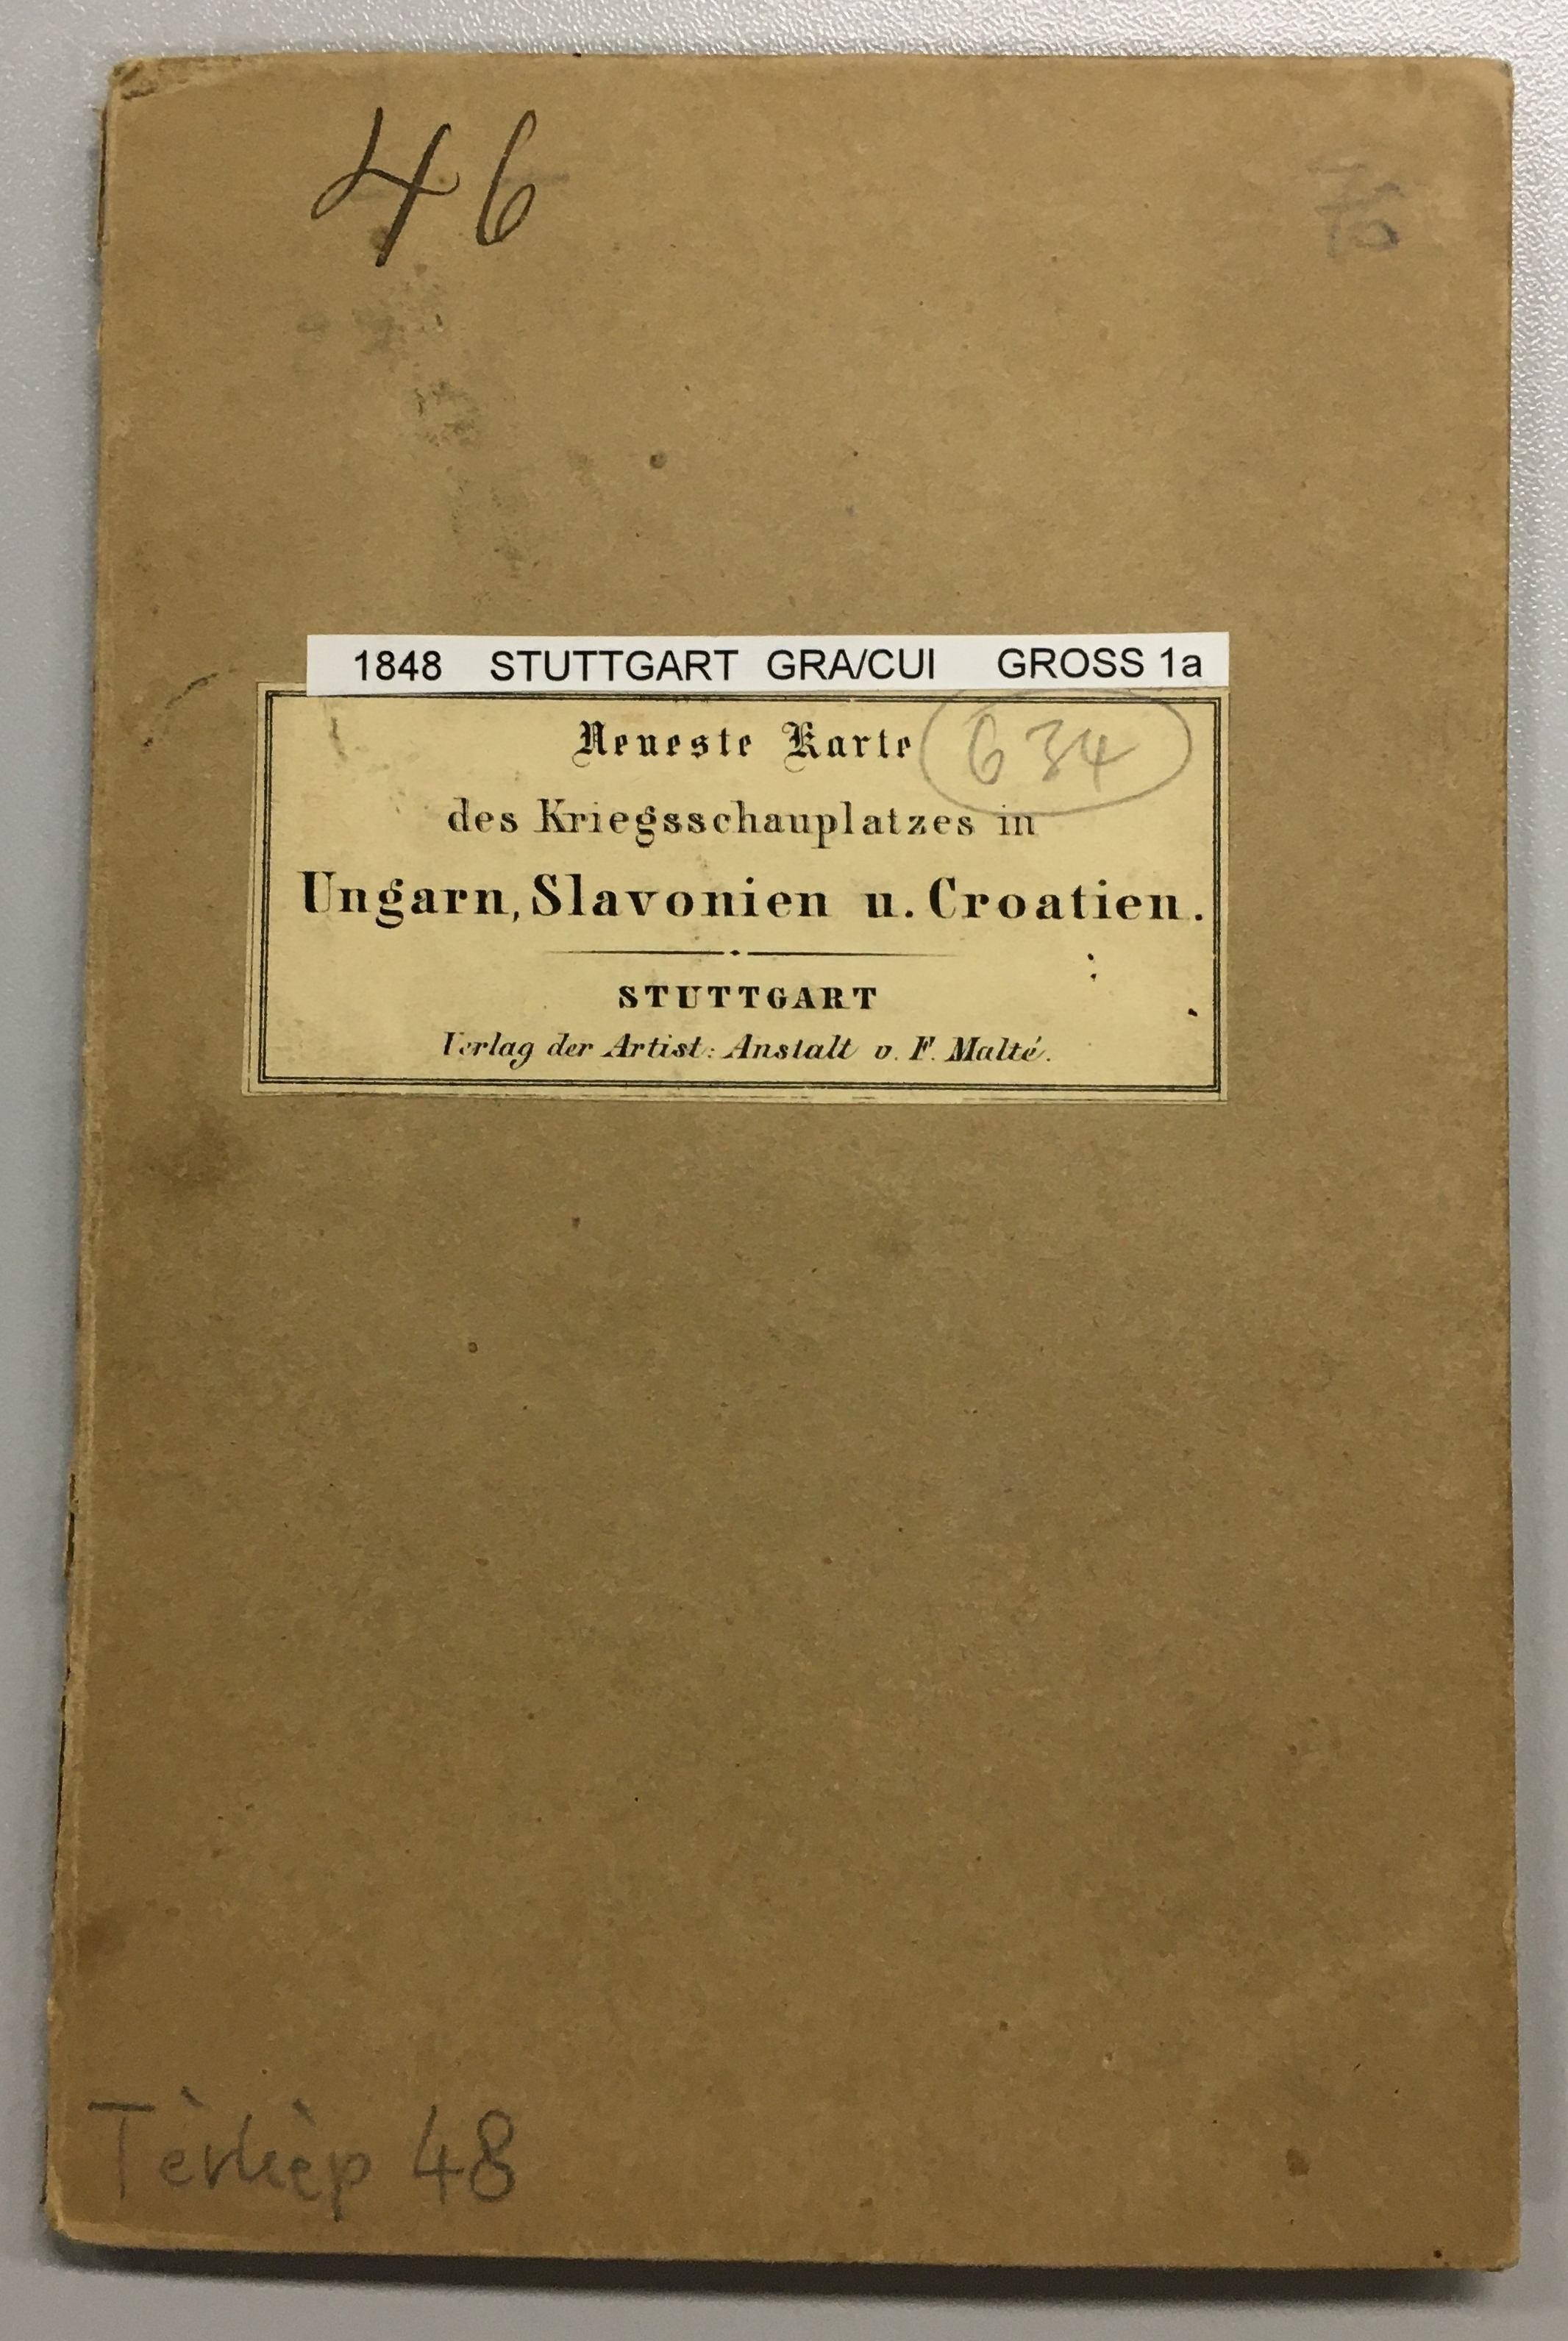 46
76
1848 STUTTGART GRA/CUI GROSS 1a
Neueste Karte
634
des Kriegsschauplatzes in
Ungarn, Slavonien u. Croatien.
STUTTGART
Verlag der Artist: Anstalt v. F. Malté.
Tèrkèp 48